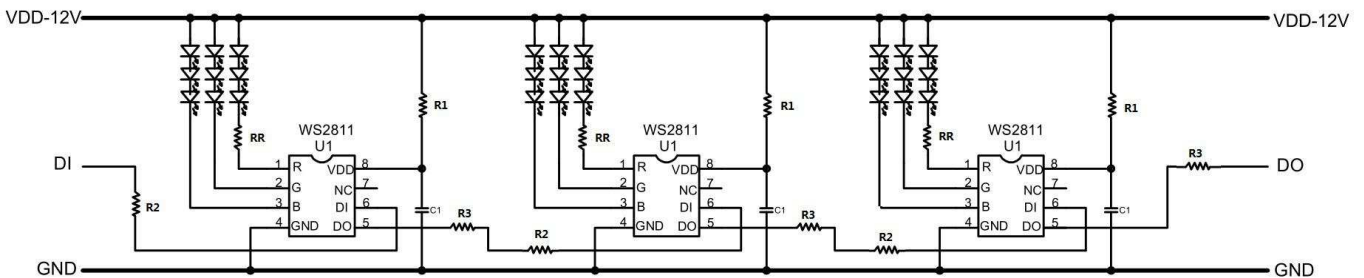 VDD-12V VDD-12V
R1 R1 R1
RR WS2811 RR WS2811 RR WS2811
U1 U1 U1
DI 1 R VDD 8 1 R VDD 8 1 R VDD 8 R3 DO
2 G NC 7 2 G NC 7 2 G NC 7
R2 3 B DI 6 C1 3 B DI 6 C1 3 B DI 6 C1
4 GND DO 5 R3 4 GND DO 5 R3 4 GND DO 5
R2 R2
GND GND